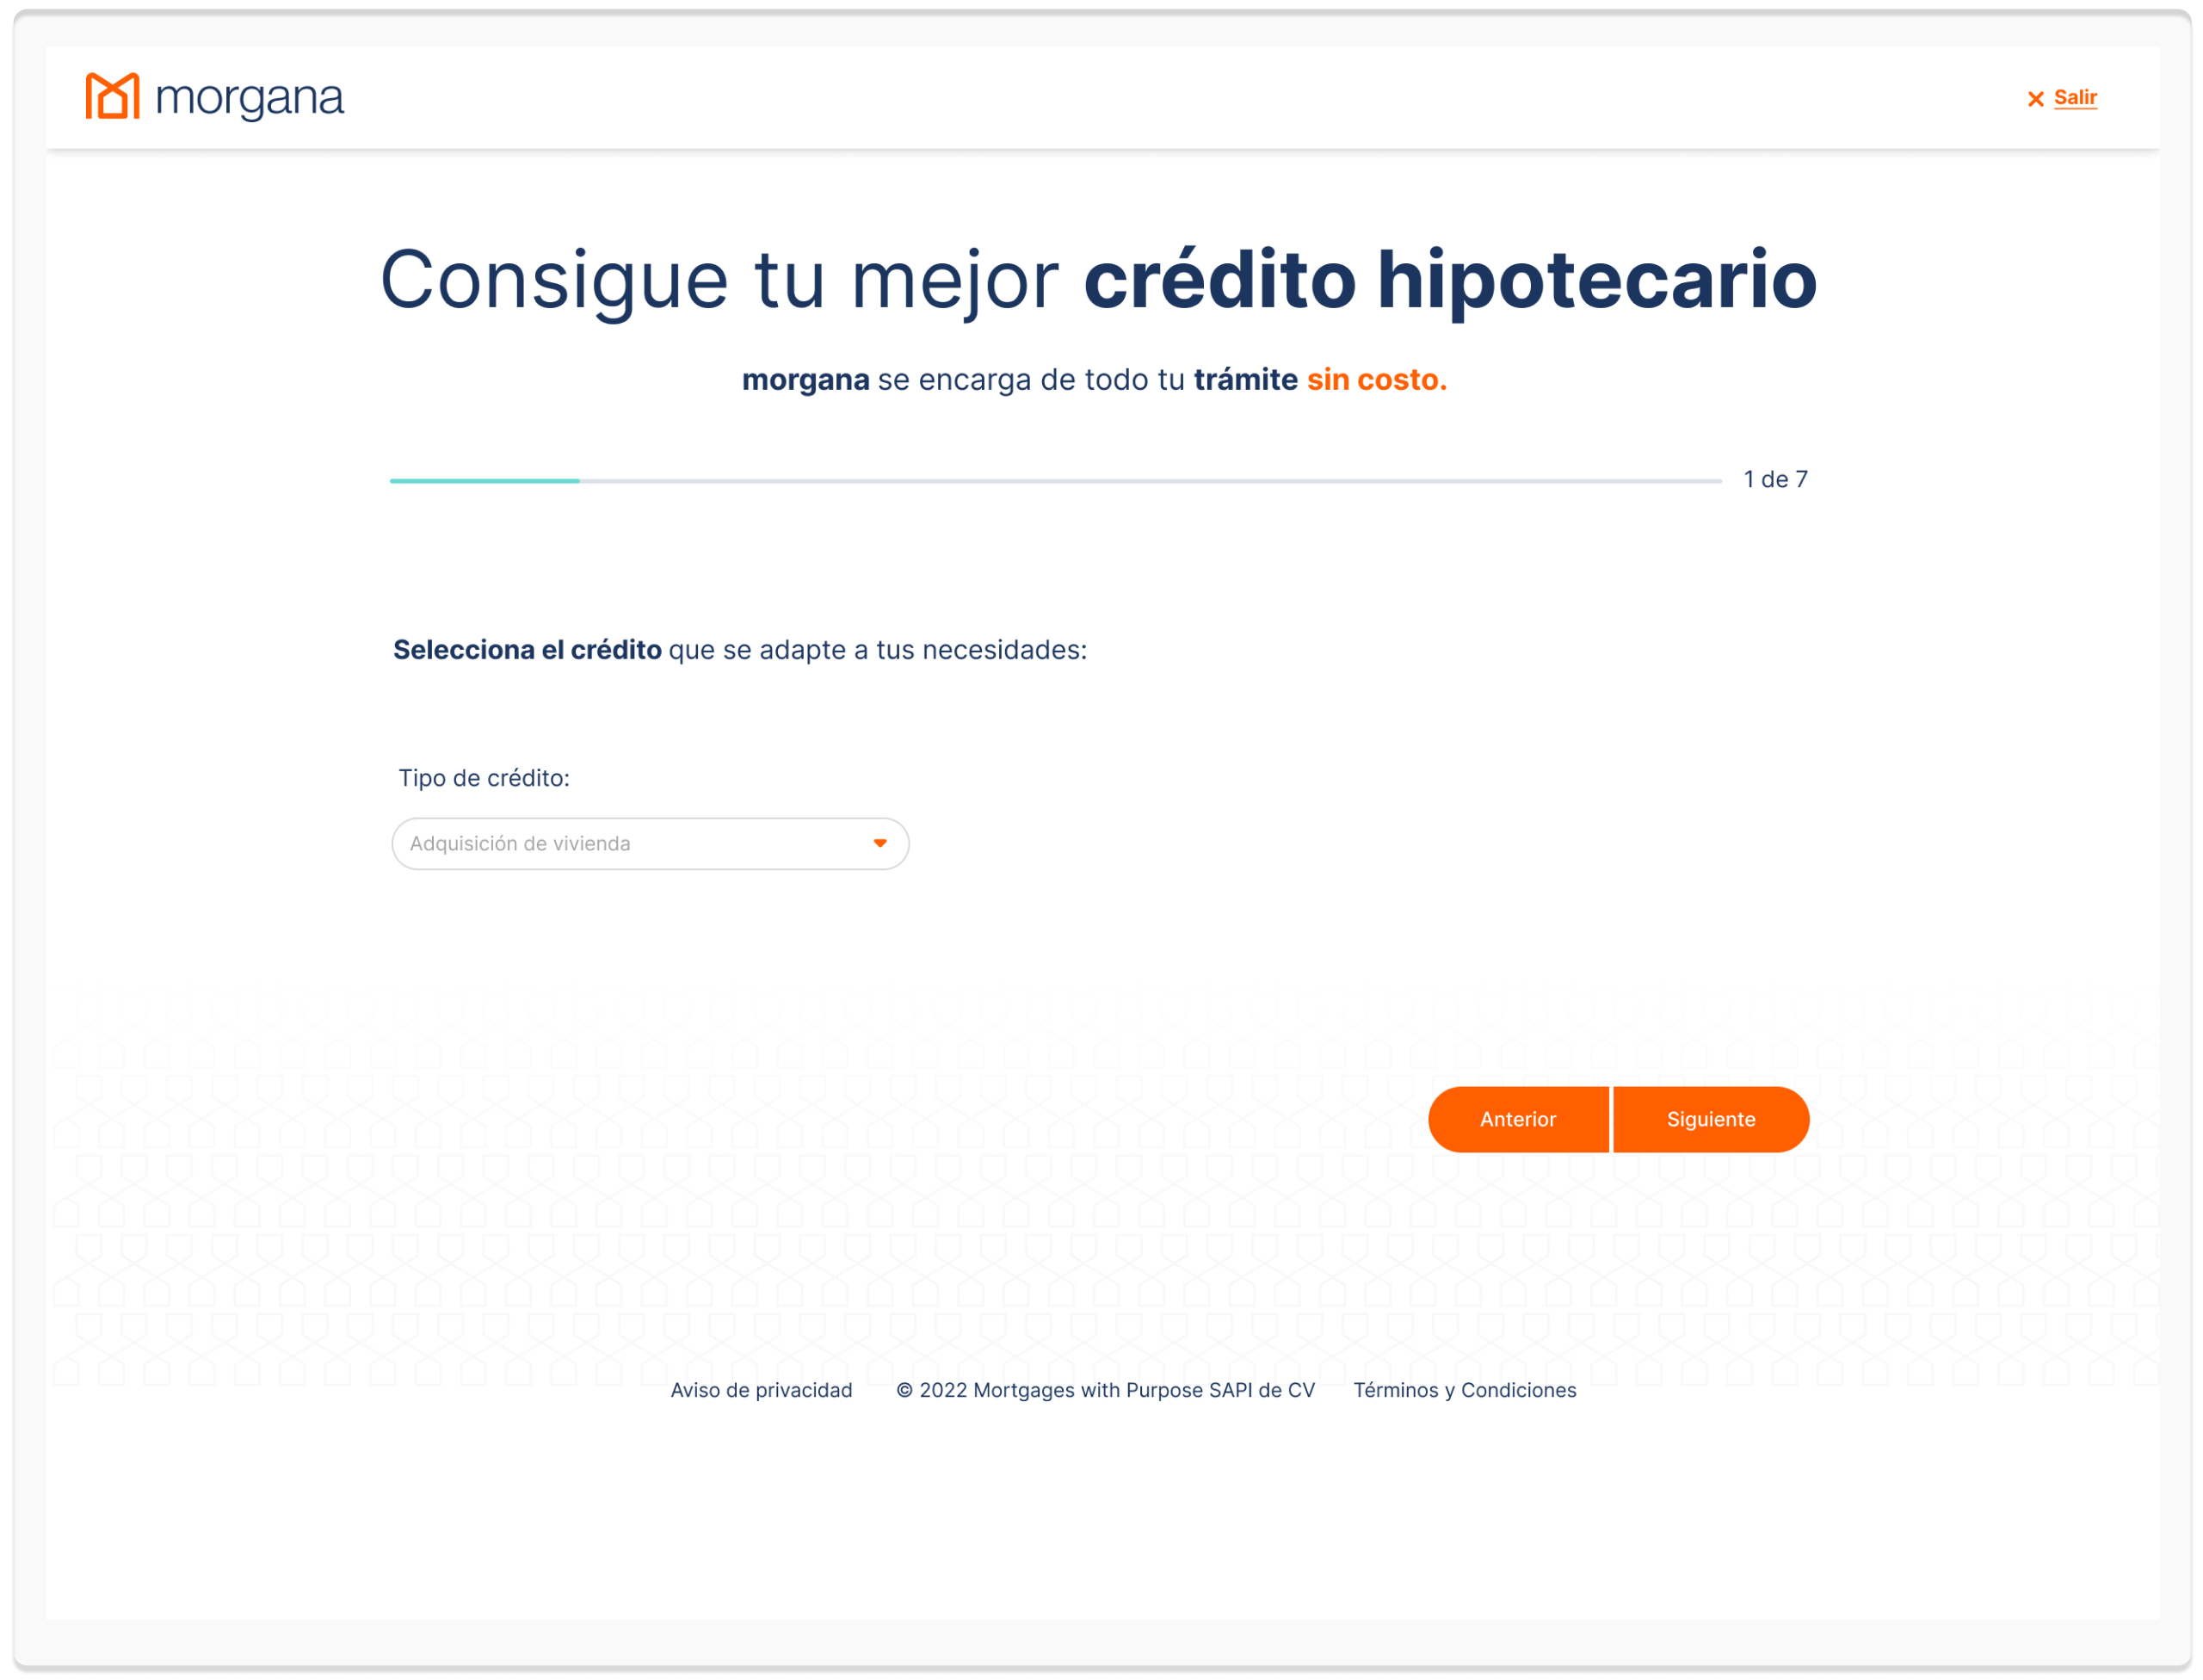 morgana
Salir
Consigue tu mejor crédito hipotecario
morgana se encarga de todo tu trámite sin costo.
1 de 7
Selecciona el crédito que se adapte a tus necesidades:
Tipo de crédito:
Adquisición de vivienda
Anterior
Siguiente
Aviso de privacidad © 2022 Mortgages with Purpose SAPI de CV Términos y Condiciones